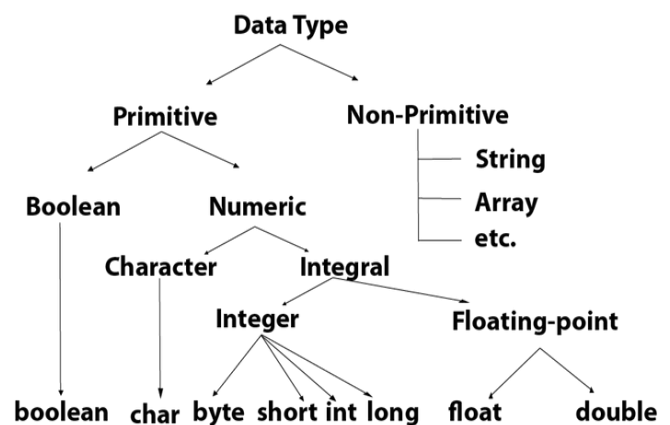 Data Type
Primitive
Non-Primitive
String
Boolean
Numeric
Array
etc.
Character
Integral
Integer
Floating-point
boolean
char
byte
short
int
long
float
double